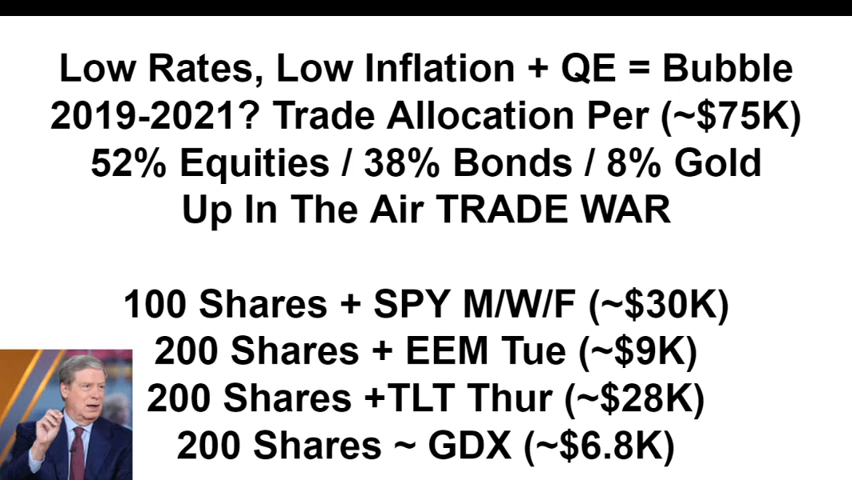 Low Rates, Low Inflation + QE = Bubble
2019-2021? Trade Allocation Per (~$75K)
52% Equities / 38% Bonds / 8% Gold
Up In The Air TRADE WAR
100 Shares + SPY M/W/F (~$30K)
200 Shares + EEM Tue (~$9K)
200 Shares +TLT Thur (~$28K)
200 Shares ~ GDX (~$6.8K)